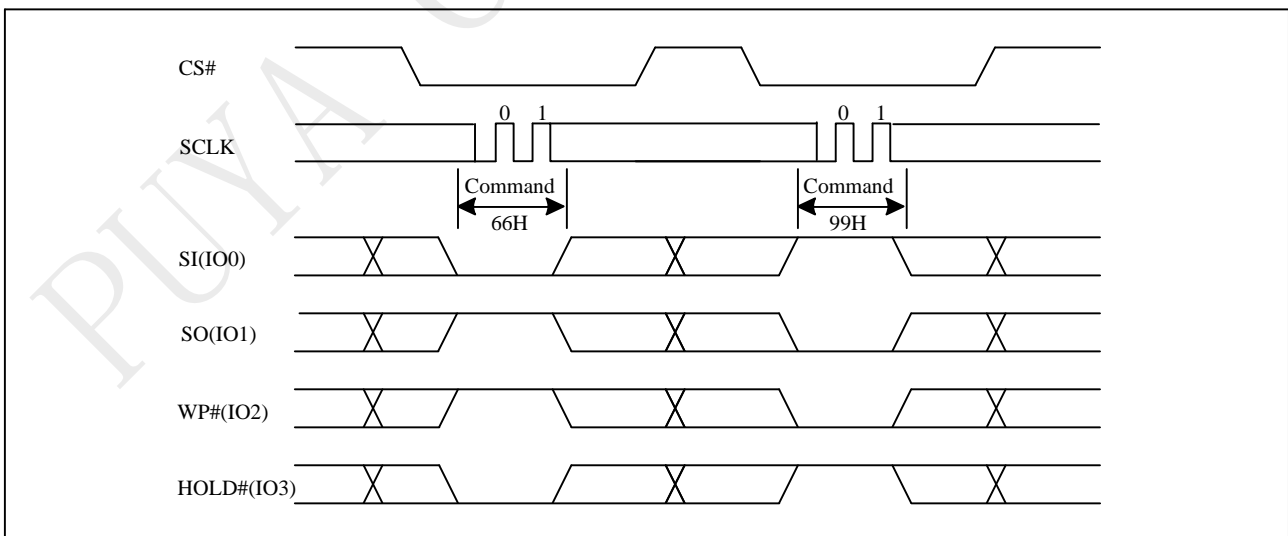 CS#
0 1 0 1
SCLK
Command Command
66H 99H
SI(IO0)
SO(IO1)
WP#(IO2)
HOLD#(IO3)
PUYA